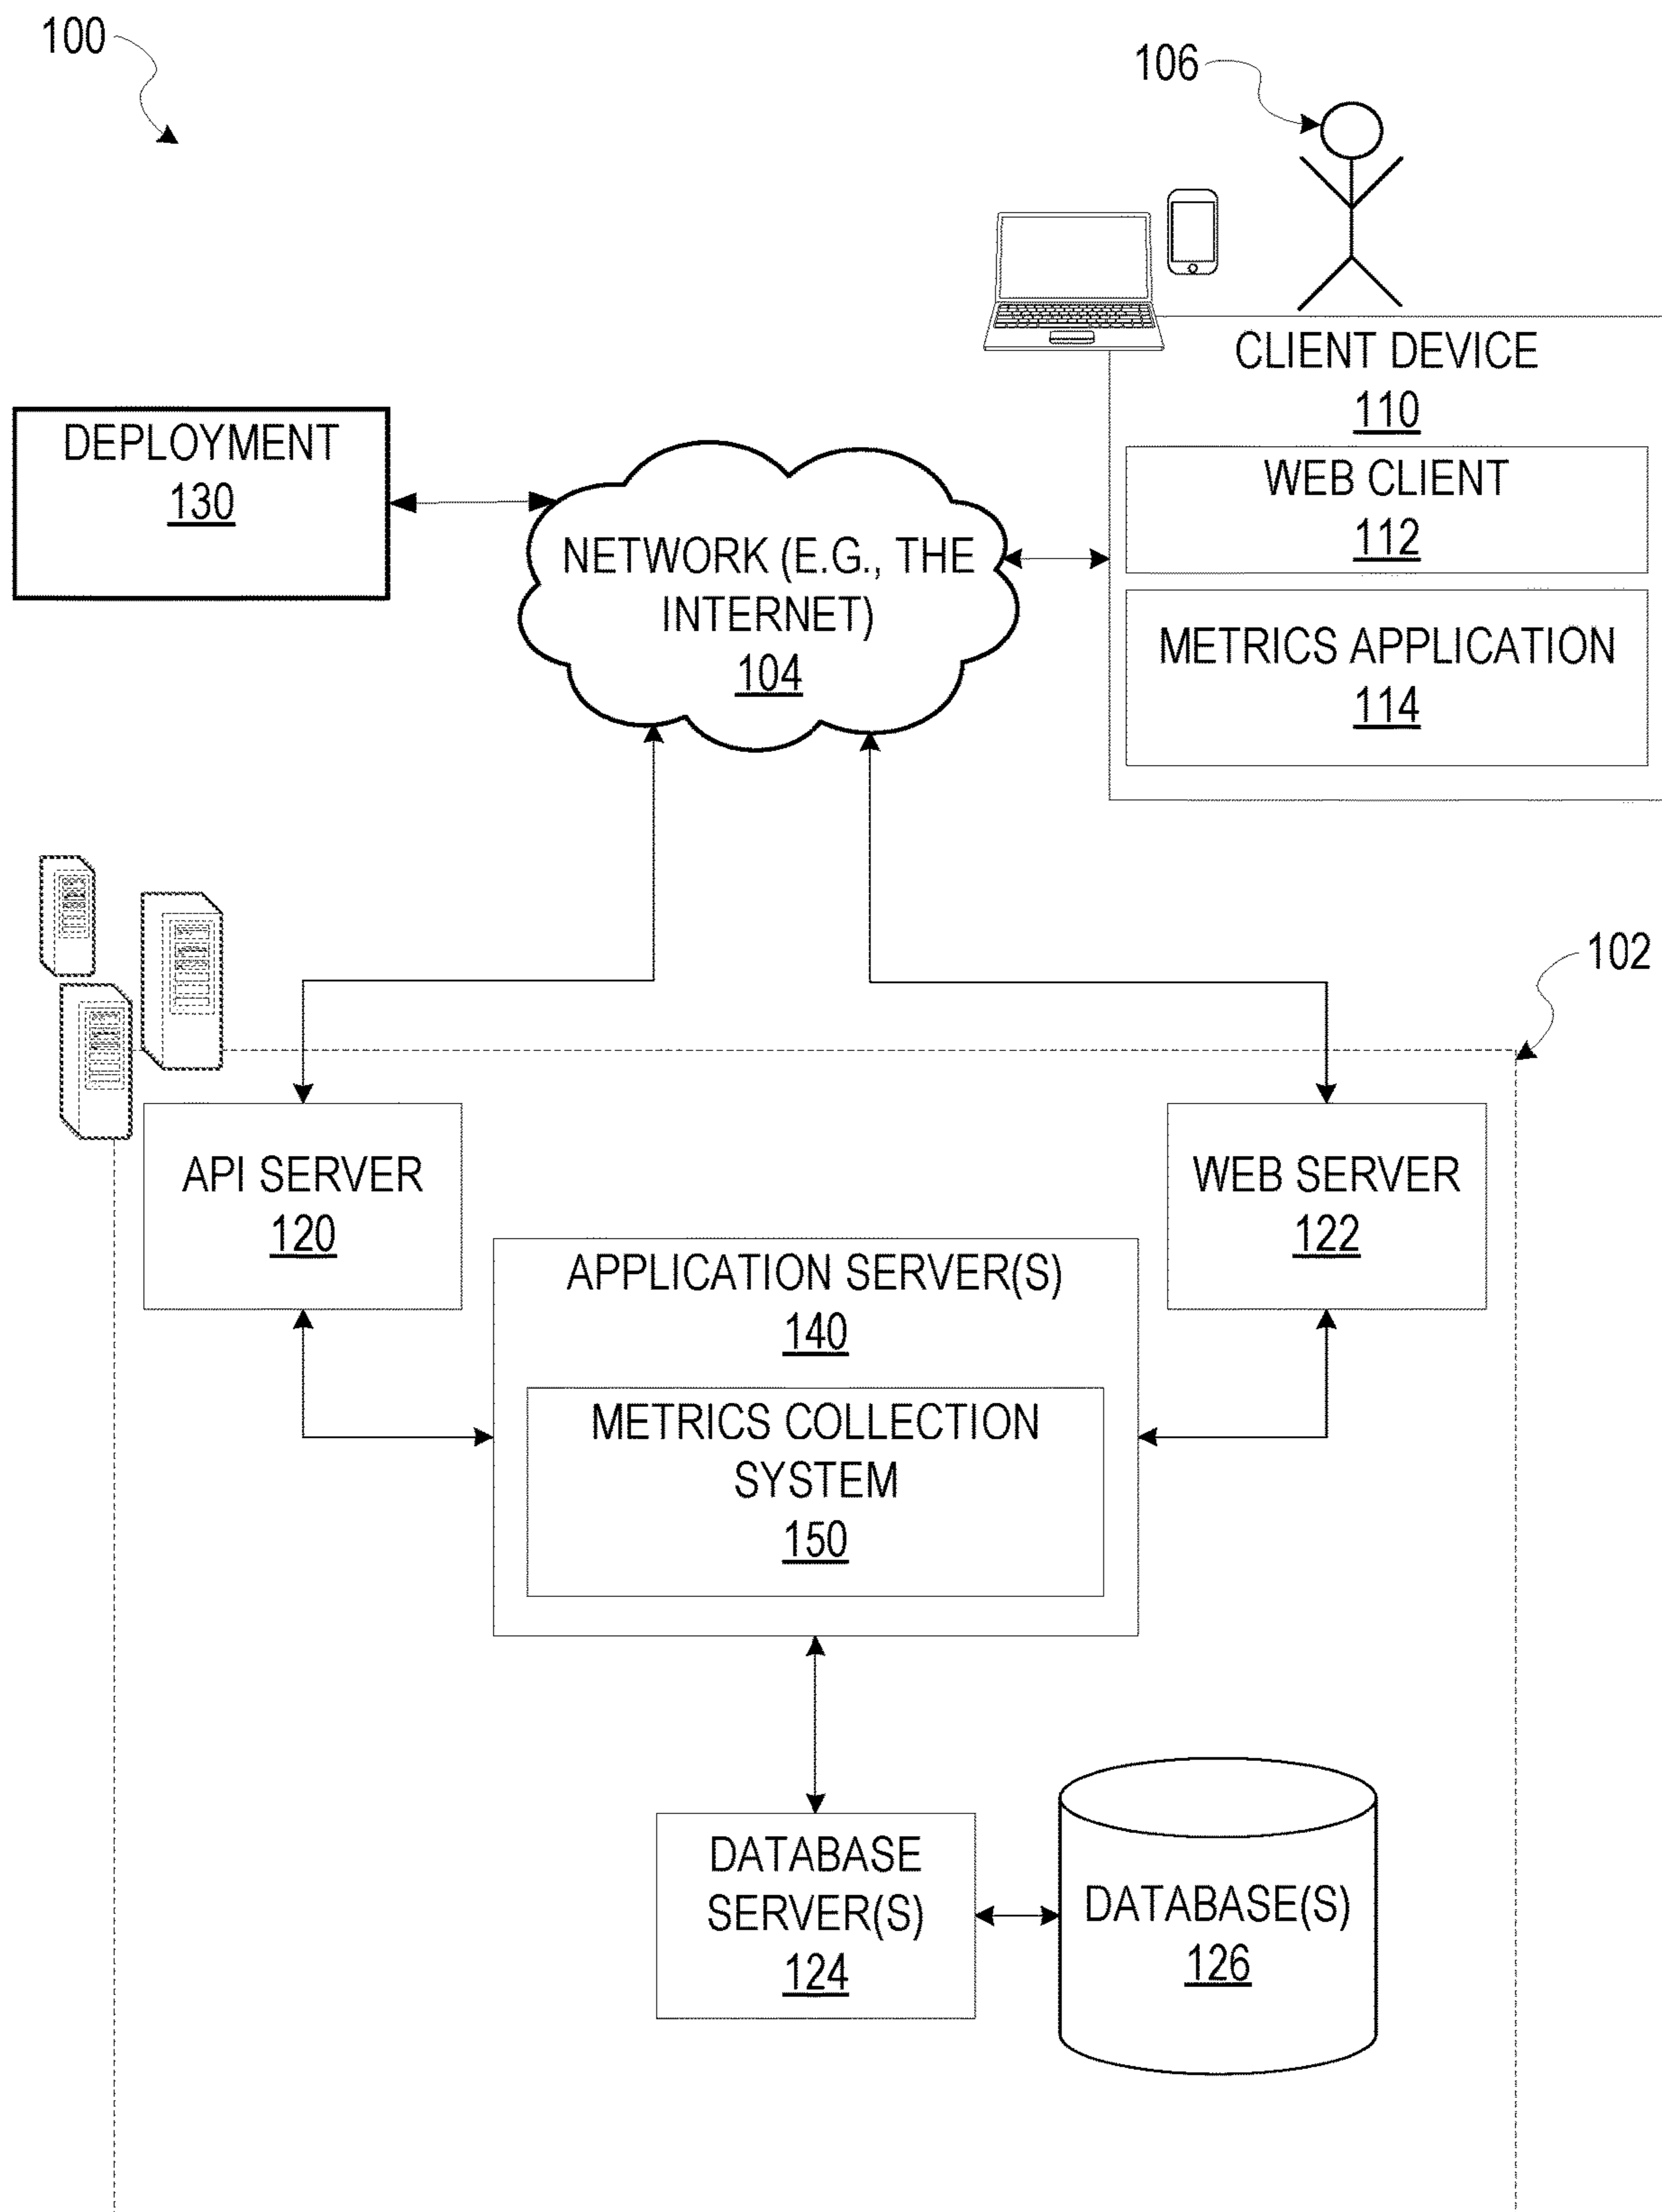 100
106
CLIENT DEVICE
110
WEB CLIENT
112
METRICS APPLICATION
114
DEPLOYMENT
130
NETWORK (E.G., THE
INTERNET)
104
102
API SERVER
120
WEB SERVER
122
APPLICATION SERVER(S)
140
METRICS COLLECTION
SYSTEM
150
DATABASE
SERVER(S)
124
DATABASE(S)
126